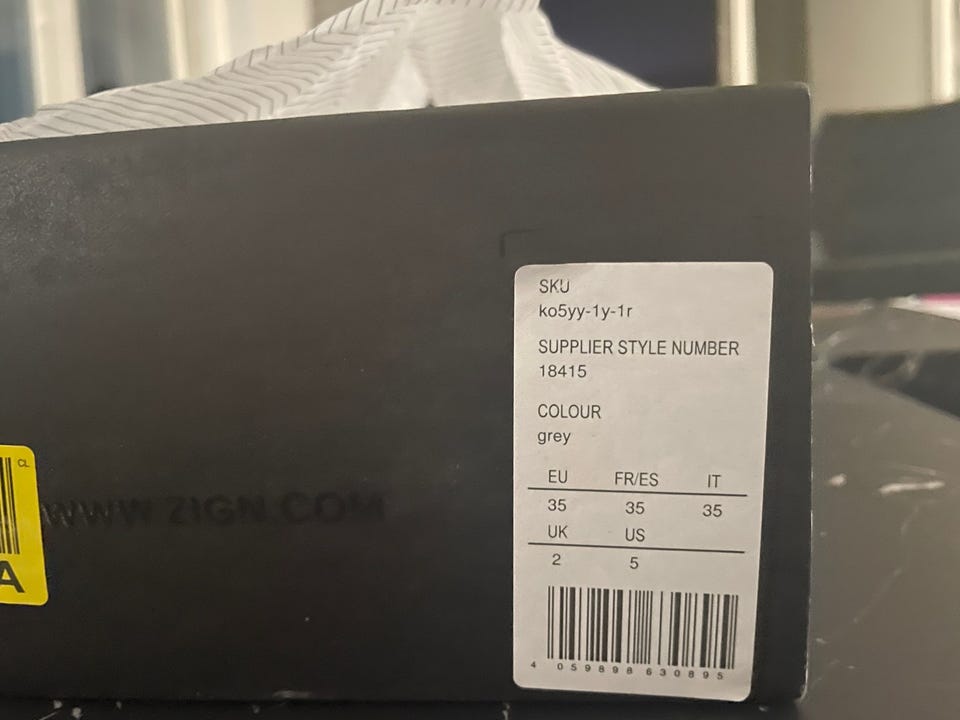 SKU
ko5yy-1y-1r
SUPPLIER STYLE NUMBER
18415
COLOUR
grey
EU FR/ES IT
35 35 35
UK US
2 5
4 059898 630895
WWW.ZIGN.COM
CL
A